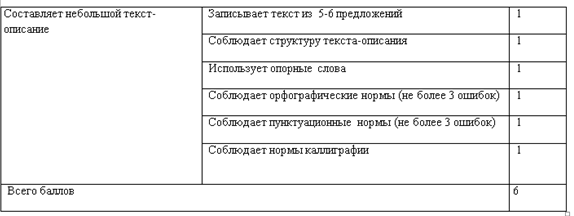 Составляет небольшой текст-
описание
Записывает текст из 5-6 предложений 1
Соблюдает структуру текста-описания 1
Использует опорные слова 1
Соблюдает орфографические нормы (не более 3 ошибок) 1
Соблюдает пунктуационные нормы (не более 3 ошибок) 1
Соблюдает нормы каллиграфии 1
Всего баллов 6